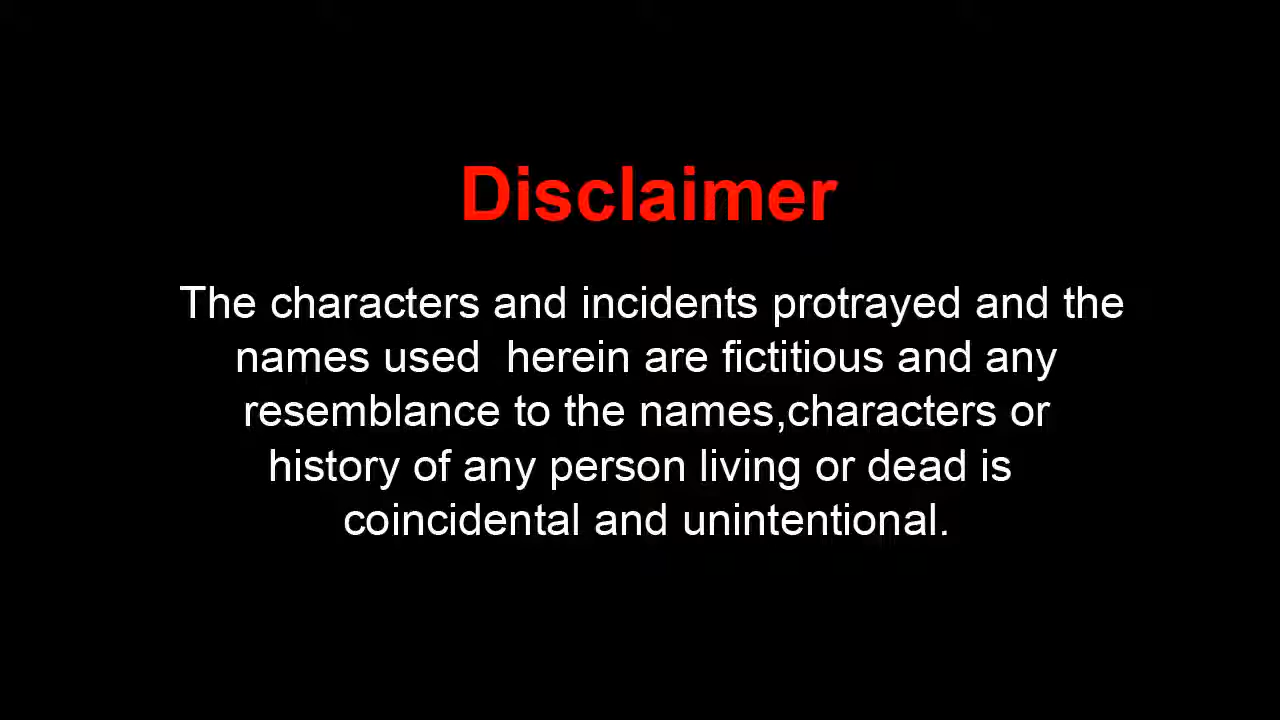 Disclaimer
The characters and incidents protrayed and the
names used  herein are fictitious and any
resemblance to the names,characters or
history of any person living or dead is
coincidental and unintentional.